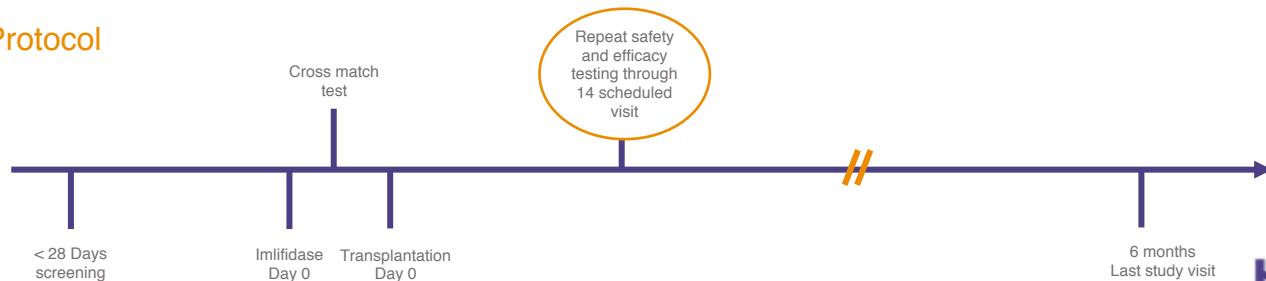 Protocol
Repeat safety
and efficacy
testing through
14 scheduled
visit
Cross match
test
< 28 Days
screening
Imlifidase
Day 0
Transplantation
Day 0
6 months
Last study visit